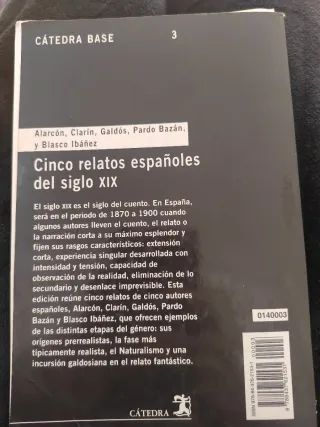 CÁTEDRA BASE 3
Alarcón, Clarín, Galdós, Pardo Bazán,
y Blasco Ibáñez
Cinco relatos españoles
del siglo XIX
El siglo XIX es el siglo del cuento. En España,
será en el periodo de 1870 a 1900 cuando
algunos autores lleven el cuento, el relato o
la narración corta a su máximo esplendor y
fijen sus rasgos característicos: extensión
corta, experiencia singular desarrollada con
intensidad y tensión, capacidad de
observación de la realidad, eliminación de lo
secundario y desenlace imprevisible. Esta
edición reúne cinco relatos de cinco autores
españoles, Alarcón, Clarín, Galdós, Pardo
Bazán y Blasco Ibáñez, que ofrecen ejemplos
de las distintas etapas del género: sus
orígenes prerrealistas, la fase más
típicamente realista, el Naturalismo y una
incursión galdosiana en el relato fantástico.
0140003
CÁTEDRA